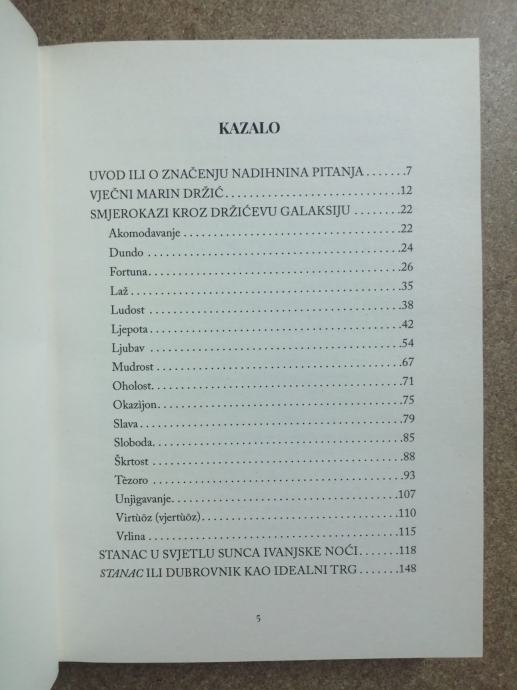 KAZALO
UVOD ILI O ZNAČENJU NADIHNINA PITANJA.......7
VJEČNI MARIN DRŽIĆ..............................12
SMJEROKAZI KROZ DRŽIĆEVU GALAKSIJU........22
Akomodavanje....................................22
Dundo..........................................24
Fortuna.........................................26
Laž............................................35
Ludost.........................................38
Ljepota.........................................42
Ljubav.........................................54
Mudrost........................................67
Oholost.........................................71
Okazijon........................................75
Slava...........................................79
Sloboda.........................................85
Škrtost.........................................88
Tèzoro.........................................93
Unjigavanje.....................................107
Virtùōz (vjertùōz)...............................110
Vrlina..........................................115
STANAC U SVJETLU SUNCA IVANJSKE NOĆI.......118
STANAC ILI DUBROVNIK KAO IDEALNI TRG.......148
5